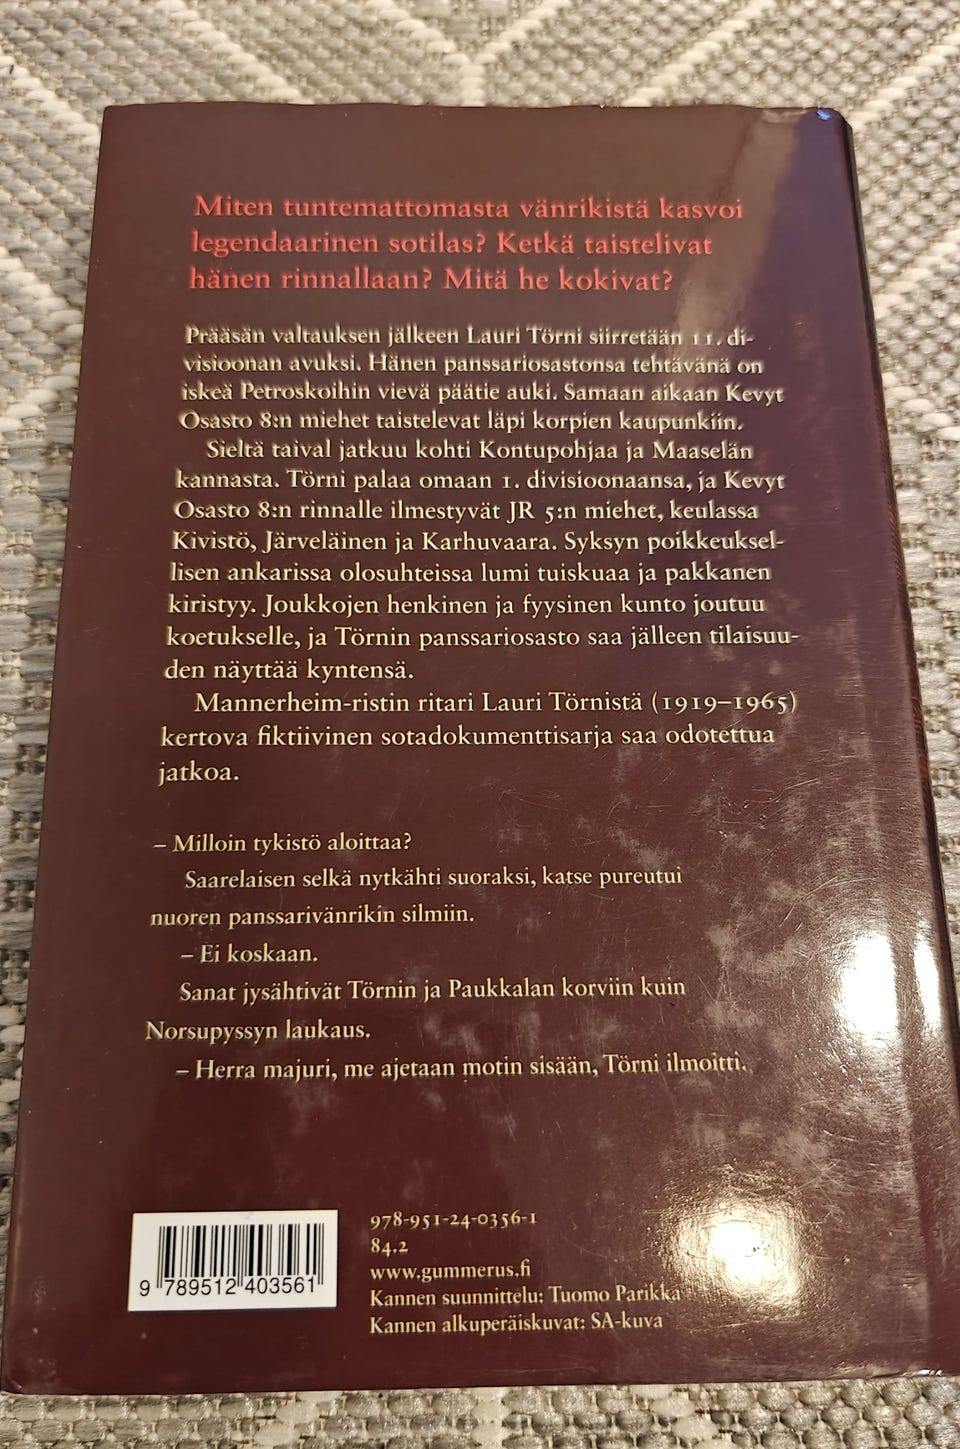 Miten tuntemattomasta vänrikistä kasvoi
legendaarinen sotilas? Ketkä taistelivat
hänen rinnallaan? Mitä he kokivat?
Prääsän valtauksen jälkeen Lauri Törni siirretään 11. di-
visioonan avuksi. Hänen panssariosastonsa tehtävänä on
iskeä Petroskoihin vievä päätie auki. Samaan aikaan Kevyt
Osasto 8:n miehet taistelevat läpi korpien kaupunkiin.
Sieltä taival jatkuu kohti Kontupohjaa ja Maaselän
kannasta. Törni palaa omaan 1. divisioonaansa, ja Kevyt
Osasto 8:n rinnalle ilmestyvät JR 5:n miehet, keulassa
Kivistö, Järveläinen ja Karhuvaara. Syksyn poikkeuksel-
lisen ankarissa olosuhteissa lumi tuiskuaa ja pakkanen
kiristyy. Joukkojen henkinen ja fyysinen kunto joutuu
koetukselle, ja Törnin panssariosasto saa jälleen tilaisuu-
den näyttää kyntensä.
Mannerheim-ristin ritari Lauri Törnistä (1919–1965)
kertova fiktiivinen sotadokumenttisarja saa odotettua
jatkoa.
– Milloin tykistö aloittaa?
Saarelaisen selkä nytkähti suoraksi, katse pureutui
nuoren panssarivänrikin silmiin.
– Ei koskaan.
Sanat jysähtivät Törnin ja Paukkalan korviin kuin
Norsupyssyn laukaus.
– Herra majuri, me ajetaan motin sisään, Törni ilmoitti.
978-951-24-0356-1
84.2
www.gummerus.fi
Kannen suunnittelu: Tuomo Parikka
Kannen alkuperäiskuvat: SA-kuva
9 789512 403561